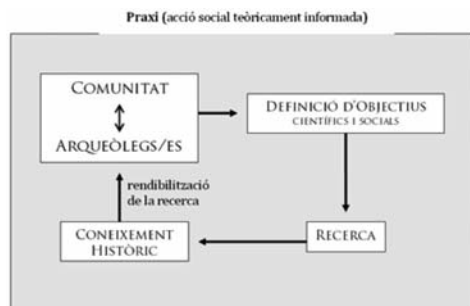 Praxi (acció social teòricament informada)
COMUNITAT
ARQUEÒLEGS/ES
DEFINICIÓ D'OBJECTIUS
CIENTÍFICS I SOCIALS
rendibilització
de la recerca
CONEIXEMENT
HISTÒRIC
RECERCA